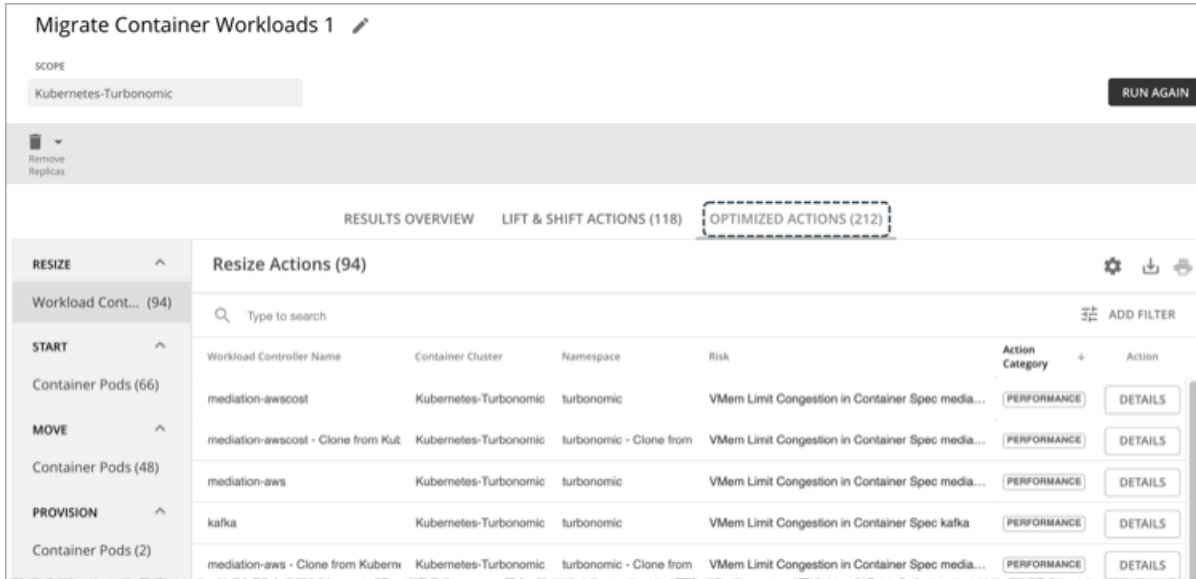 Migrate Container Workloads 1
SCOPE
Kubernetes-Turbonomic
RUN AGAIN
Remove
Replicas
RESULTS OVERVIEW LIFT & SHIFT ACTIONS (118) OPTIMIZED ACTIONS (212)
RESIZE
Workload Cont... (94)
START
Container Pods (66)
MOVE
Container Pods (48)
PROVISION
Container Pods (2)
Resize Actions (94)
Type to search
ADD FILTER
Workload Controller Name Container Cluster Namespace Risk Action Category Action
mediation-awscost Kubernetes-Turbonomic turbonomic VMem Limit Congestion in Container Spec media... PERFORMANCE DETAILS
mediation-awscost - Clone from Kub Kubernetes-Turbonomic turbonomic - Clone from VMem Limit Congestion in Container Spec media... PERFORMANCE DETAILS
mediation-aws Kubernetes-Turbonomic turbonomic VMem Limit Congestion in Container Spec media... PERFORMANCE DETAILS
kafka Kubernetes-Turbonomic turbonomic VMem Limit Congestion in Container Spec kafka PERFORMANCE DETAILS
mediation-aws - Clone from Kuberne Kubernetes-Turbonomic turbonomic - Clone from VMem Limit Congestion in Container Spec media... PERFORMANCE DETAILS